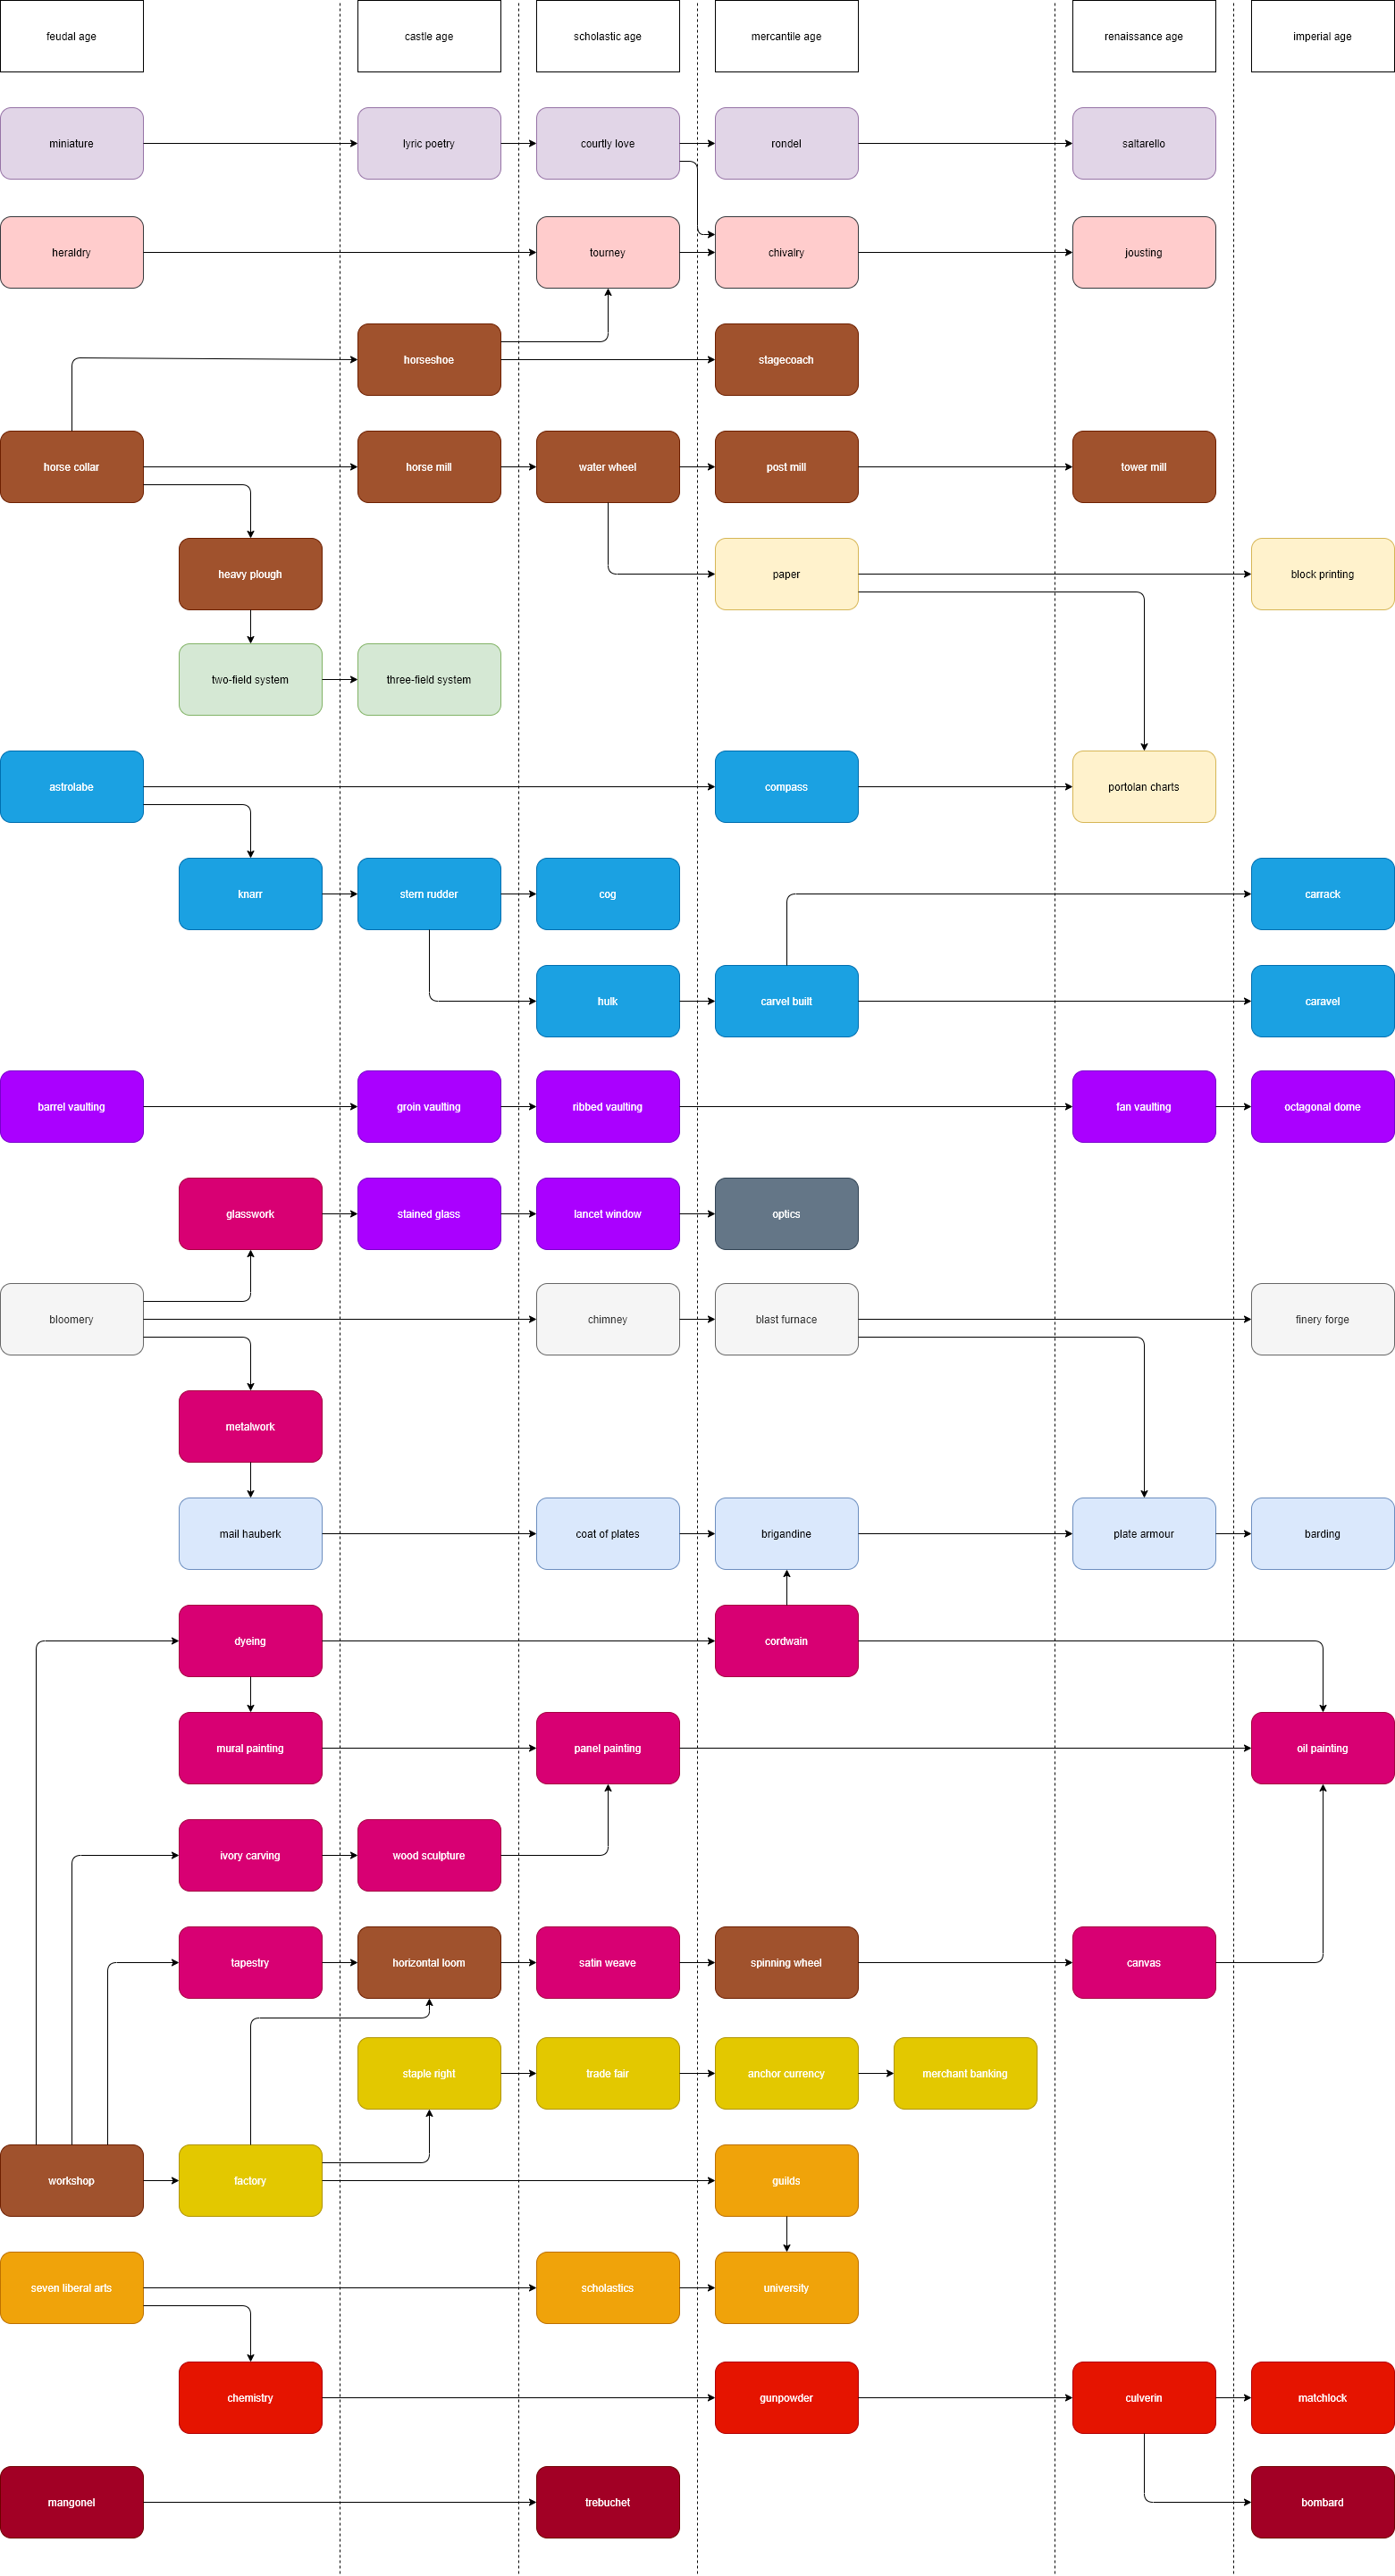 feudal age
castle age
scholastic age
mercantile age
renaissance age
imperial age
miniature
lyric poetry
courtly love
rondel
saltarello
heraldry
tourney
chivalry
jousting
horseshoe
stagecoach
horse collar
horse mill
water wheel
post mill
tower mill
heavy plough
paper
block printing
two-field system
three-field system
astrolabe
compass
portolan charts
knarr
stern rudder
cog
carrack
hulk
carvel built
caravel
barrel vaulting
groin vaulting
ribbed vaulting
fan vaulting
octagonal dome
glasswork
stained glass
lancet window
optics
bloomery
chimney
blast furnace
finery forge
metalwork
mail hauberk
coat of plates
brigandine
plate armour
barding
dyeing
cordwain
mural painting
panel painting
oil painting
ivory carving
wood sculpture
tapestry
horizontal loom
satin weave
spinning wheel
canvas
staple right
trade fair
anchor currency
merchant banking
workshop
factory
guilds
seven liberal arts
scholastics
university
chemistry
gunpowder
culverin
matchlock
mangonel
trebuchet
bombard